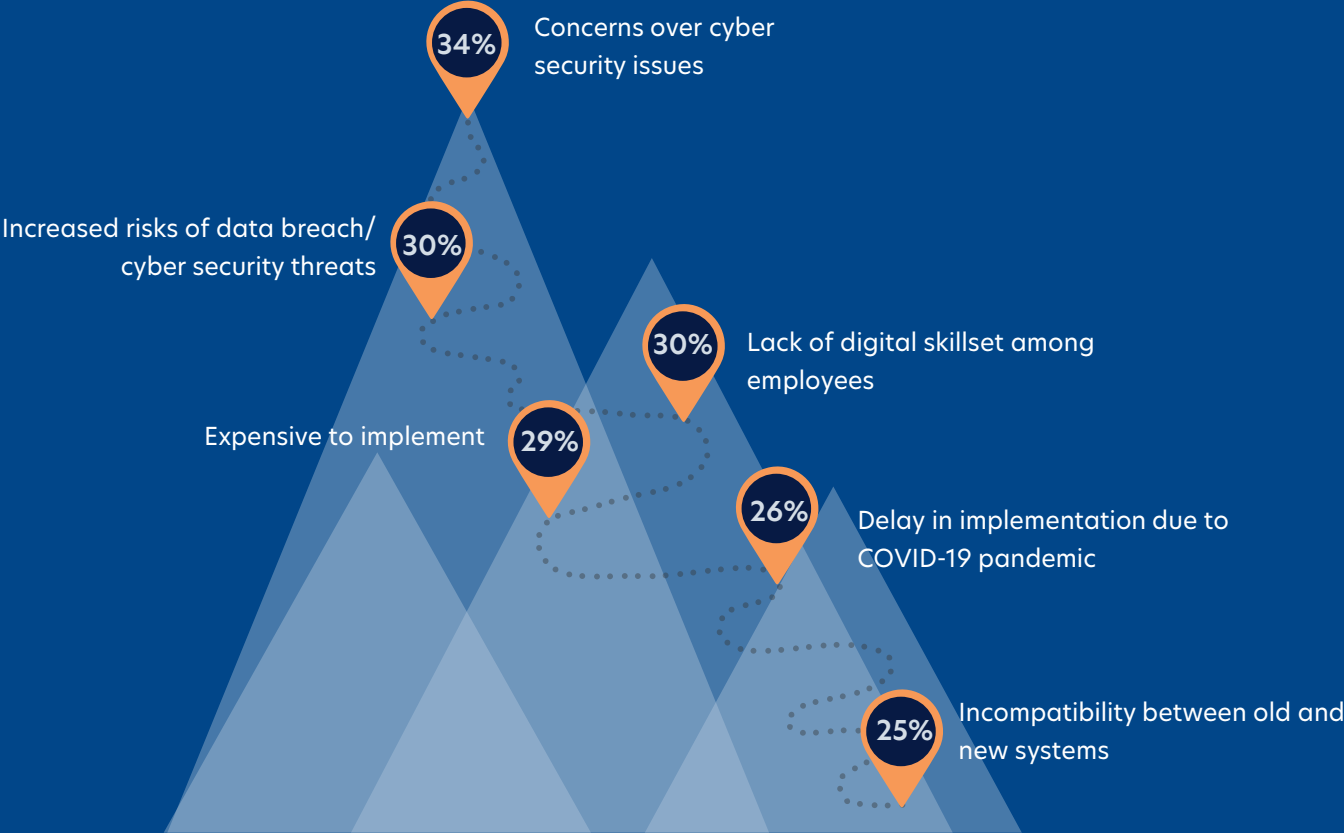 34%
Concerns over cyber
security issues
Increased risks of data breach/
cyber security threats
30%
30%
Lack of digital skillset among
employees
Expensive to implement
29%
26%
Delay in implementation due to
COVID-19 pandemic
25%
Incompatibility between old and
new systems